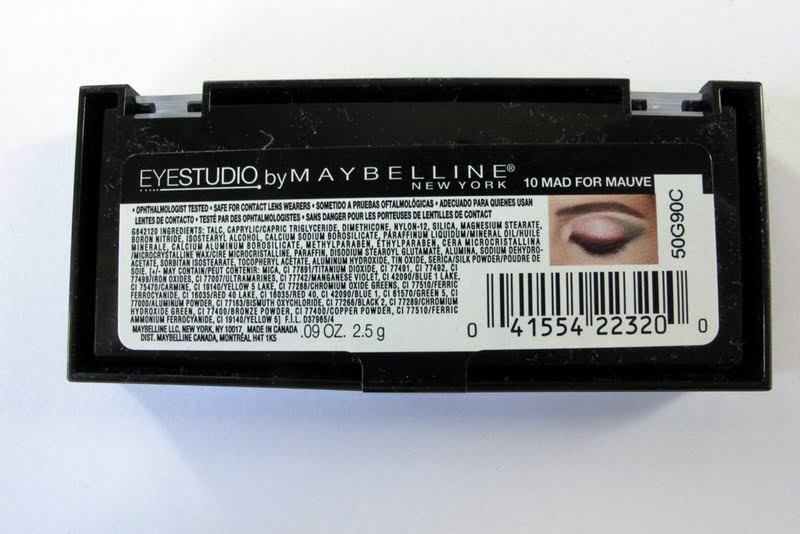 EYESTUDIO by MAYBELLINE®
NEW YORK 10 MAD FOR MAUVE
• OPHTHALMOLOGIST TESTED • SAFE FOR CONTACT LENS WEARERS • SOMETIDO A PRUEBAS OFTALMOLÓGICAS • ADECUADO PARA QUIENES USAN
LENTES DE CONTACTO • TESTÉ PAR DES OPHTALMOLOGISTES • SANS DANGER POUR LES PORTEUSES DE LENTILLES DE CONTACT
G842120 INGREDIENTS: TALC, CAPRYLIC/CAPRIC TRIGLYCERIDE, DIMETHICONE, NYLON-12, SILICA, MAGNESIUM STEARATE,
BORON NITRIDE, ISOSTEARYL ALCOHOL, CALCIUM SODIUM BOROSILICATE, PARAFFINUM LIQUIDUM/MINERAL OIL/HUILE
MINERALE, CALCIUM ALUMINUM BOROSILICATE, METHYLPARABEN, ETHYLPARABEN, CERA MICROCRISTALLINA
/MICROCRYSTALLINE WAX/CIRE MICROCRISTALLINE, PARAFFIN, DISODIUM STEAROYL GLUTAMATE, ALUMINA, SODIUM DEHYDRO-
ACETATE, SORBITAN ISOSTEARATE, TOCOPHERYL ACETATE, ALUMINUM HYDROXIDE, TIN OXIDE, SERICA/SILK POWDER/POUDRE DE
SOIE, [+/- MAY CONTAIN/PEUT CONTENIR: MICA, CI 77891/TITANIUM DIOXIDE, CI 77491, CI 77492, CI
77499/IRON OXIDES, CI 77007/ULTRAMARINES, CI 77742/MANGANESE VIOLET, CI 42090/BLUE 1 LAKE,
CI 75470/CARMINE, CI 19140/YELLOW 5 LAKE, CI 77288/CHROMIUM OXIDE GREENS, CI 77510/FERRIC
FERROCYANIDE, CI 16035/RED 40 LAKE, CI 16035/RED 40, CI 42090/BLUE 1, CI 61570/GREEN 5, CI
77000/ALUMINUM POWDER, CI 77163/BISMUTH OXYCHLORIDE, CI 77266/BLACK 2, CI 77289/CHROMIUM
HYDROXIDE GREEN, CI 77400/BRONZE POWDER, CI 77400/COPPER POWDER, CI 77510/FERRIC
AMMONIUM FERROCYANIDE, CI 19140/YELLOW 5] F.I.L. D37965/4
MAYBELLINE LLC, NEW YORK, NY 10017, MADE IN CANADA .09 OZ. 2.5 g
DIST. MAYBELLINE CANADA, MONTRÉAL H4T 1K5
50G90C
0 41554 22320 0